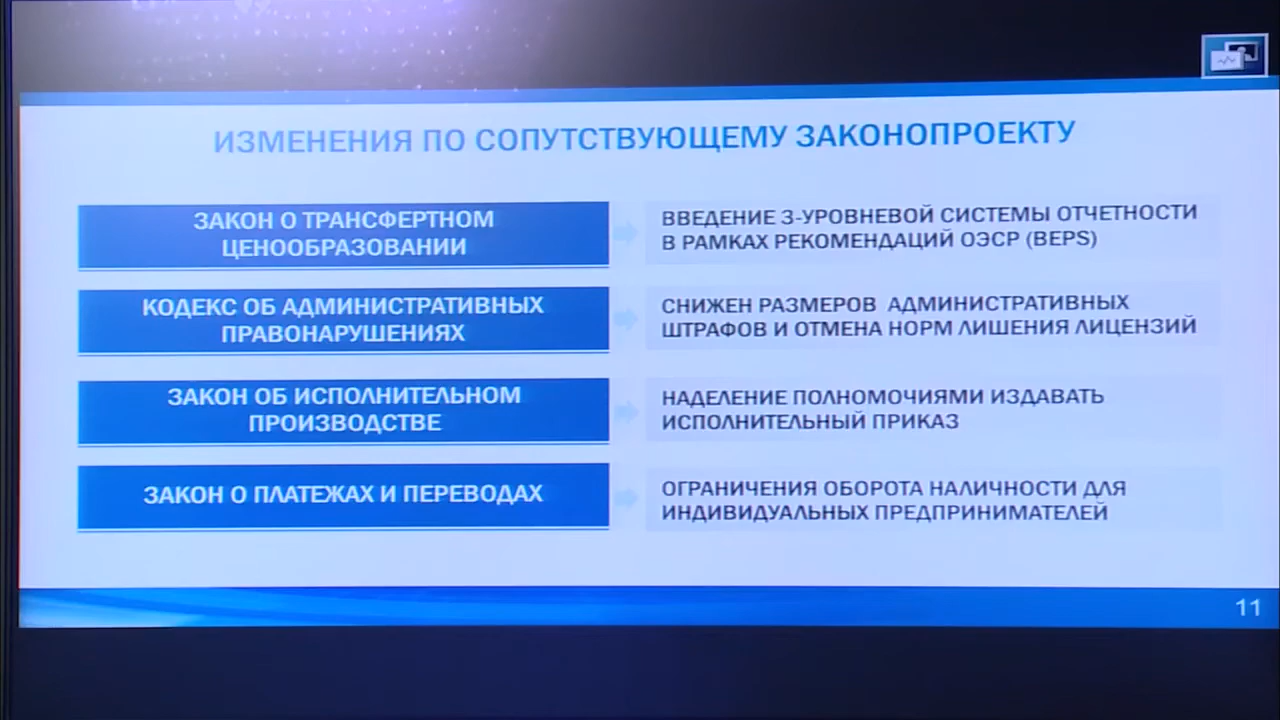 ИЗМЕНЕНИЯ ПО СОПУТСТВУЮЩЕМУ ЗАКОНОПРОЕКТУ
ЗАКОН О ТРАНСФЕРТНОМ
ЦЕНООБРАЗОВАНИИ
ВВЕДЕНИЕ 3-УРОВНЕВОЙ СИСТЕМЫ ОТЧЕТНОСТИ
В РАМКАХ РЕКОМЕНДАЦИЙ ОЭСР (BEPS)
КОДЕКС ОБ АДМИНИСТРАТИВНЫХ
ПРАВОНАРУШЕНИЯХ
СНИЖЕН РАЗМЕРОВ АДМИНИСТРАТИВНЫХ
ШТРАФОВ И ОТМЕНА НОРМ ЛИШЕНИЯ ЛИЦЕНЗИЙ
ЗАКОН ОБ ИСПОЛНИТЕЛЬНОМ
ПРОИЗВОДСТВЕ
НАДЕЛЕНИЕ ПОЛНОМОЧИЯМИ ИЗДАВАТЬ
ИСПОЛНИТЕЛЬНЫЙ ПРИКАЗ
ЗАКОН О ПЛАТЕЖАХ И ПЕРЕВОДАХ
ОГРАНИЧЕНИЯ ОБОРОТА НАЛИЧНОСТИ ДЛЯ
ИНДИВИДУАЛЬНЫХ ПРЕДПРИНИМАТЕЛЕЙ
11